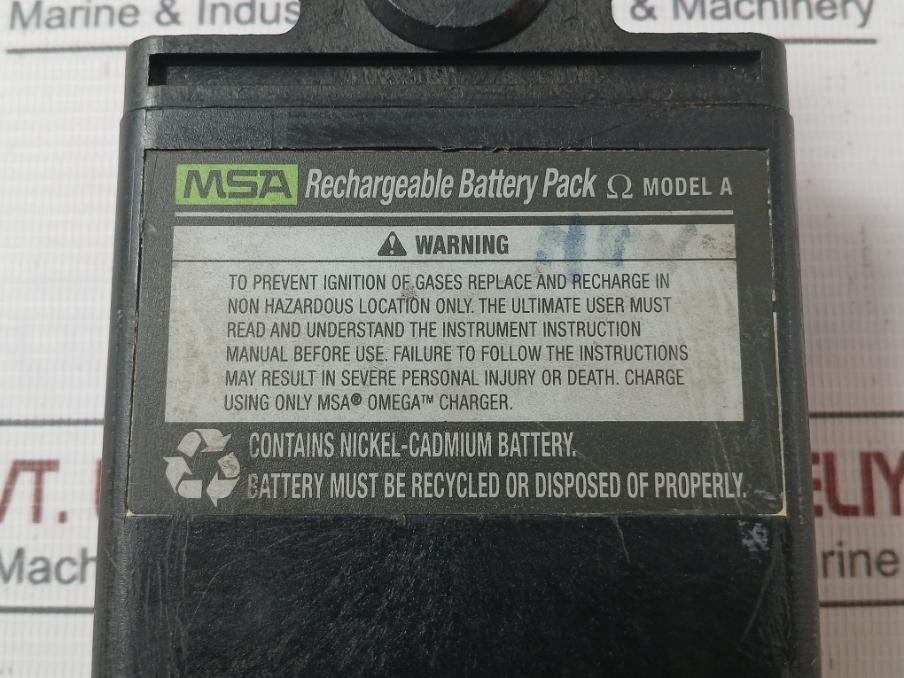 Marine & Indus & Machinery
MSA Rechargeable Battery Pack Ω MODEL A
⚠ WARNING
TO PREVENT IGNITION OF GASES REPLACE AND RECHARGE IN
NON HAZARDOUS LOCATION ONLY. THE ULTIMATE USER MUST
READ AND UNDERSTAND THE INSTRUMENT INSTRUCTION
MANUAL BEFORE USE. FAILURE TO FOLLOW THE INSTRUCTIONS
MAY RESULT IN SEVERE PERSONAL INJURY OR DEATH. CHARGE
USING ONLY MSA® OMEGA™ CHARGER.
CONTAINS NICKEL-CADMIUM BATTERY.
BATTERY MUST BE RECYCLED OR DISPOSED OF PROPERLY.
VT. ELIY
Mach rine